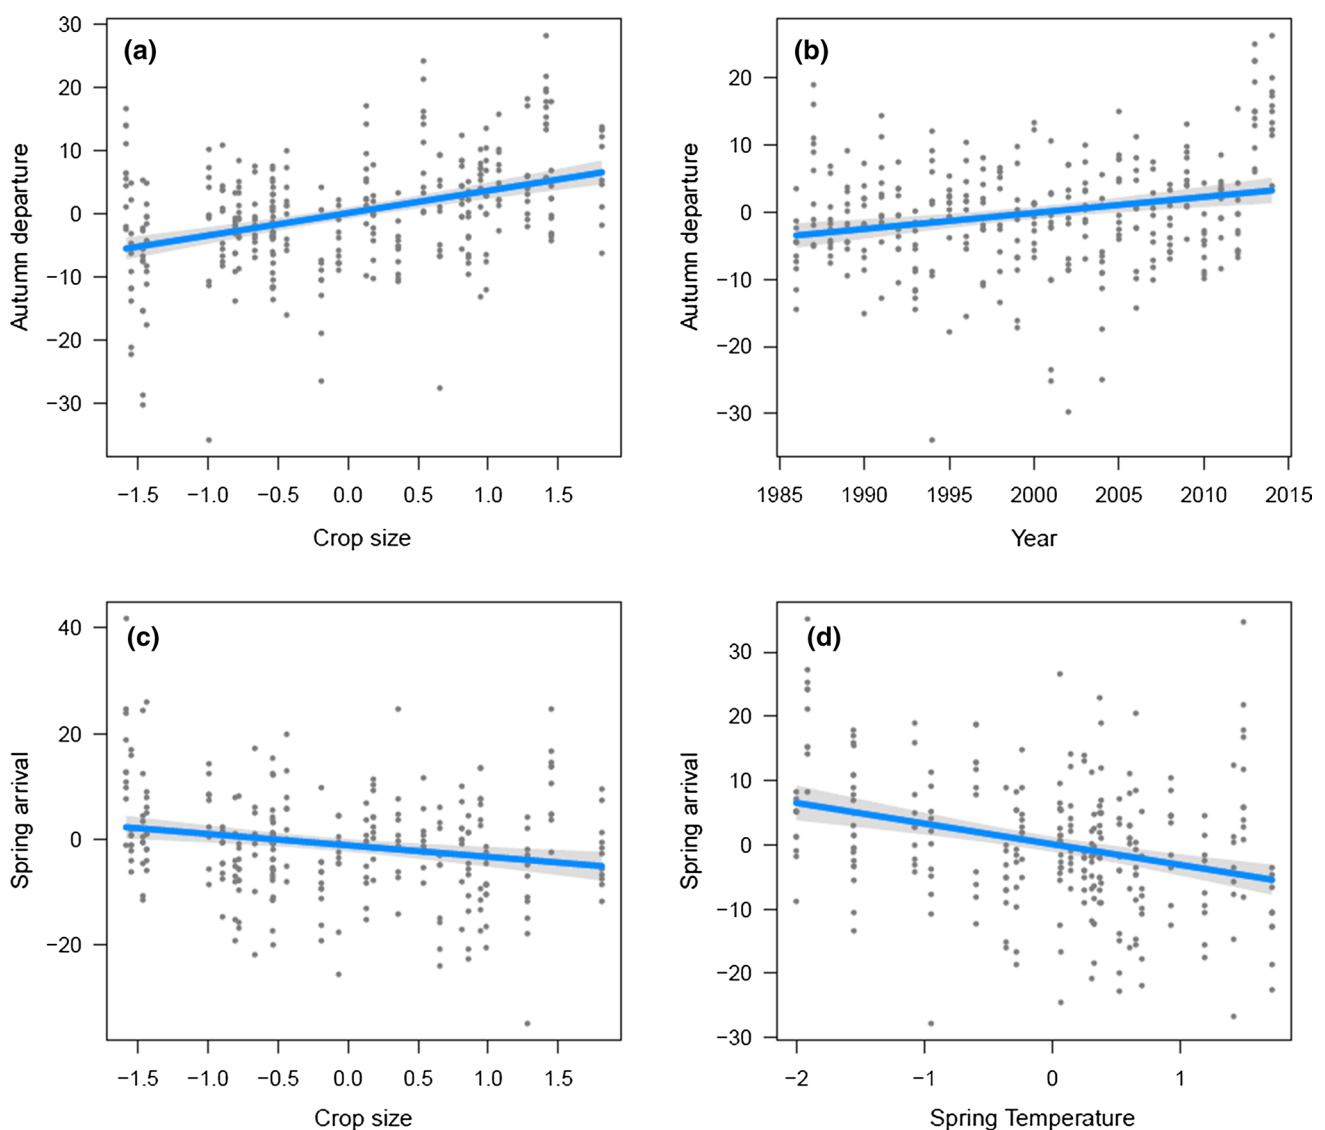 (a)
30
20
10
0
−10
−20
−30
Autumn departure
−1.5 −1.0 −0.5 0.0 0.5 1.0 1.5
Crop size
(b)
20
10
0
−10
−20
−30
Autumn departure
1985 1990 1995 2000 2005 2010 2015
Year
(c)
40
20
0
−20
Spring arrival
−1.5 −1.0 −0.5 0.0 0.5 1.0 1.5
Crop size
(d)
30
20
10
0
−10
−20
−30
Spring arrival
−2 −1 0 1
Spring Temperature